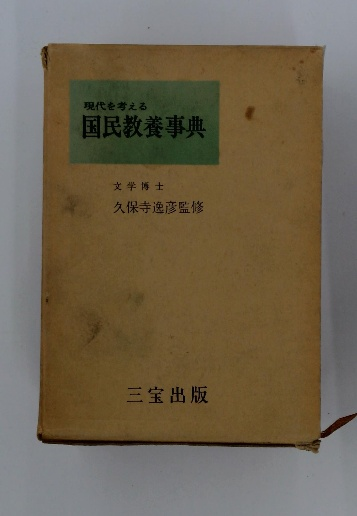 現代を考える
国民教養事典
文学博士
久保寺逸彦監修
三宝出版